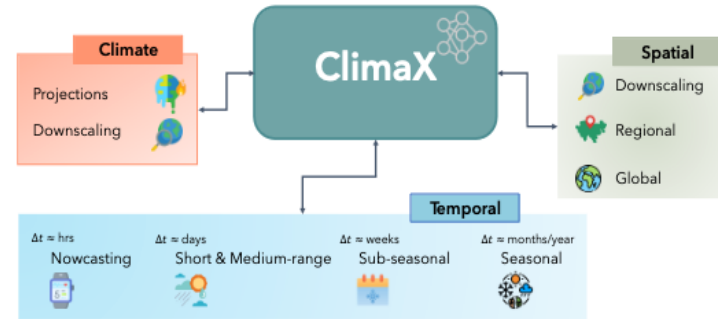 ClimaX
Climate
Projections
Downscaling
Spatial
Downscaling
Regional
Global
Temporal
Δt ≈ hrs
Nowcasting
Δt ≈ days
Short & Medium-range
Δt ≈ weeks
Sub-seasonal
Δt ≈ months/year
Seasonal